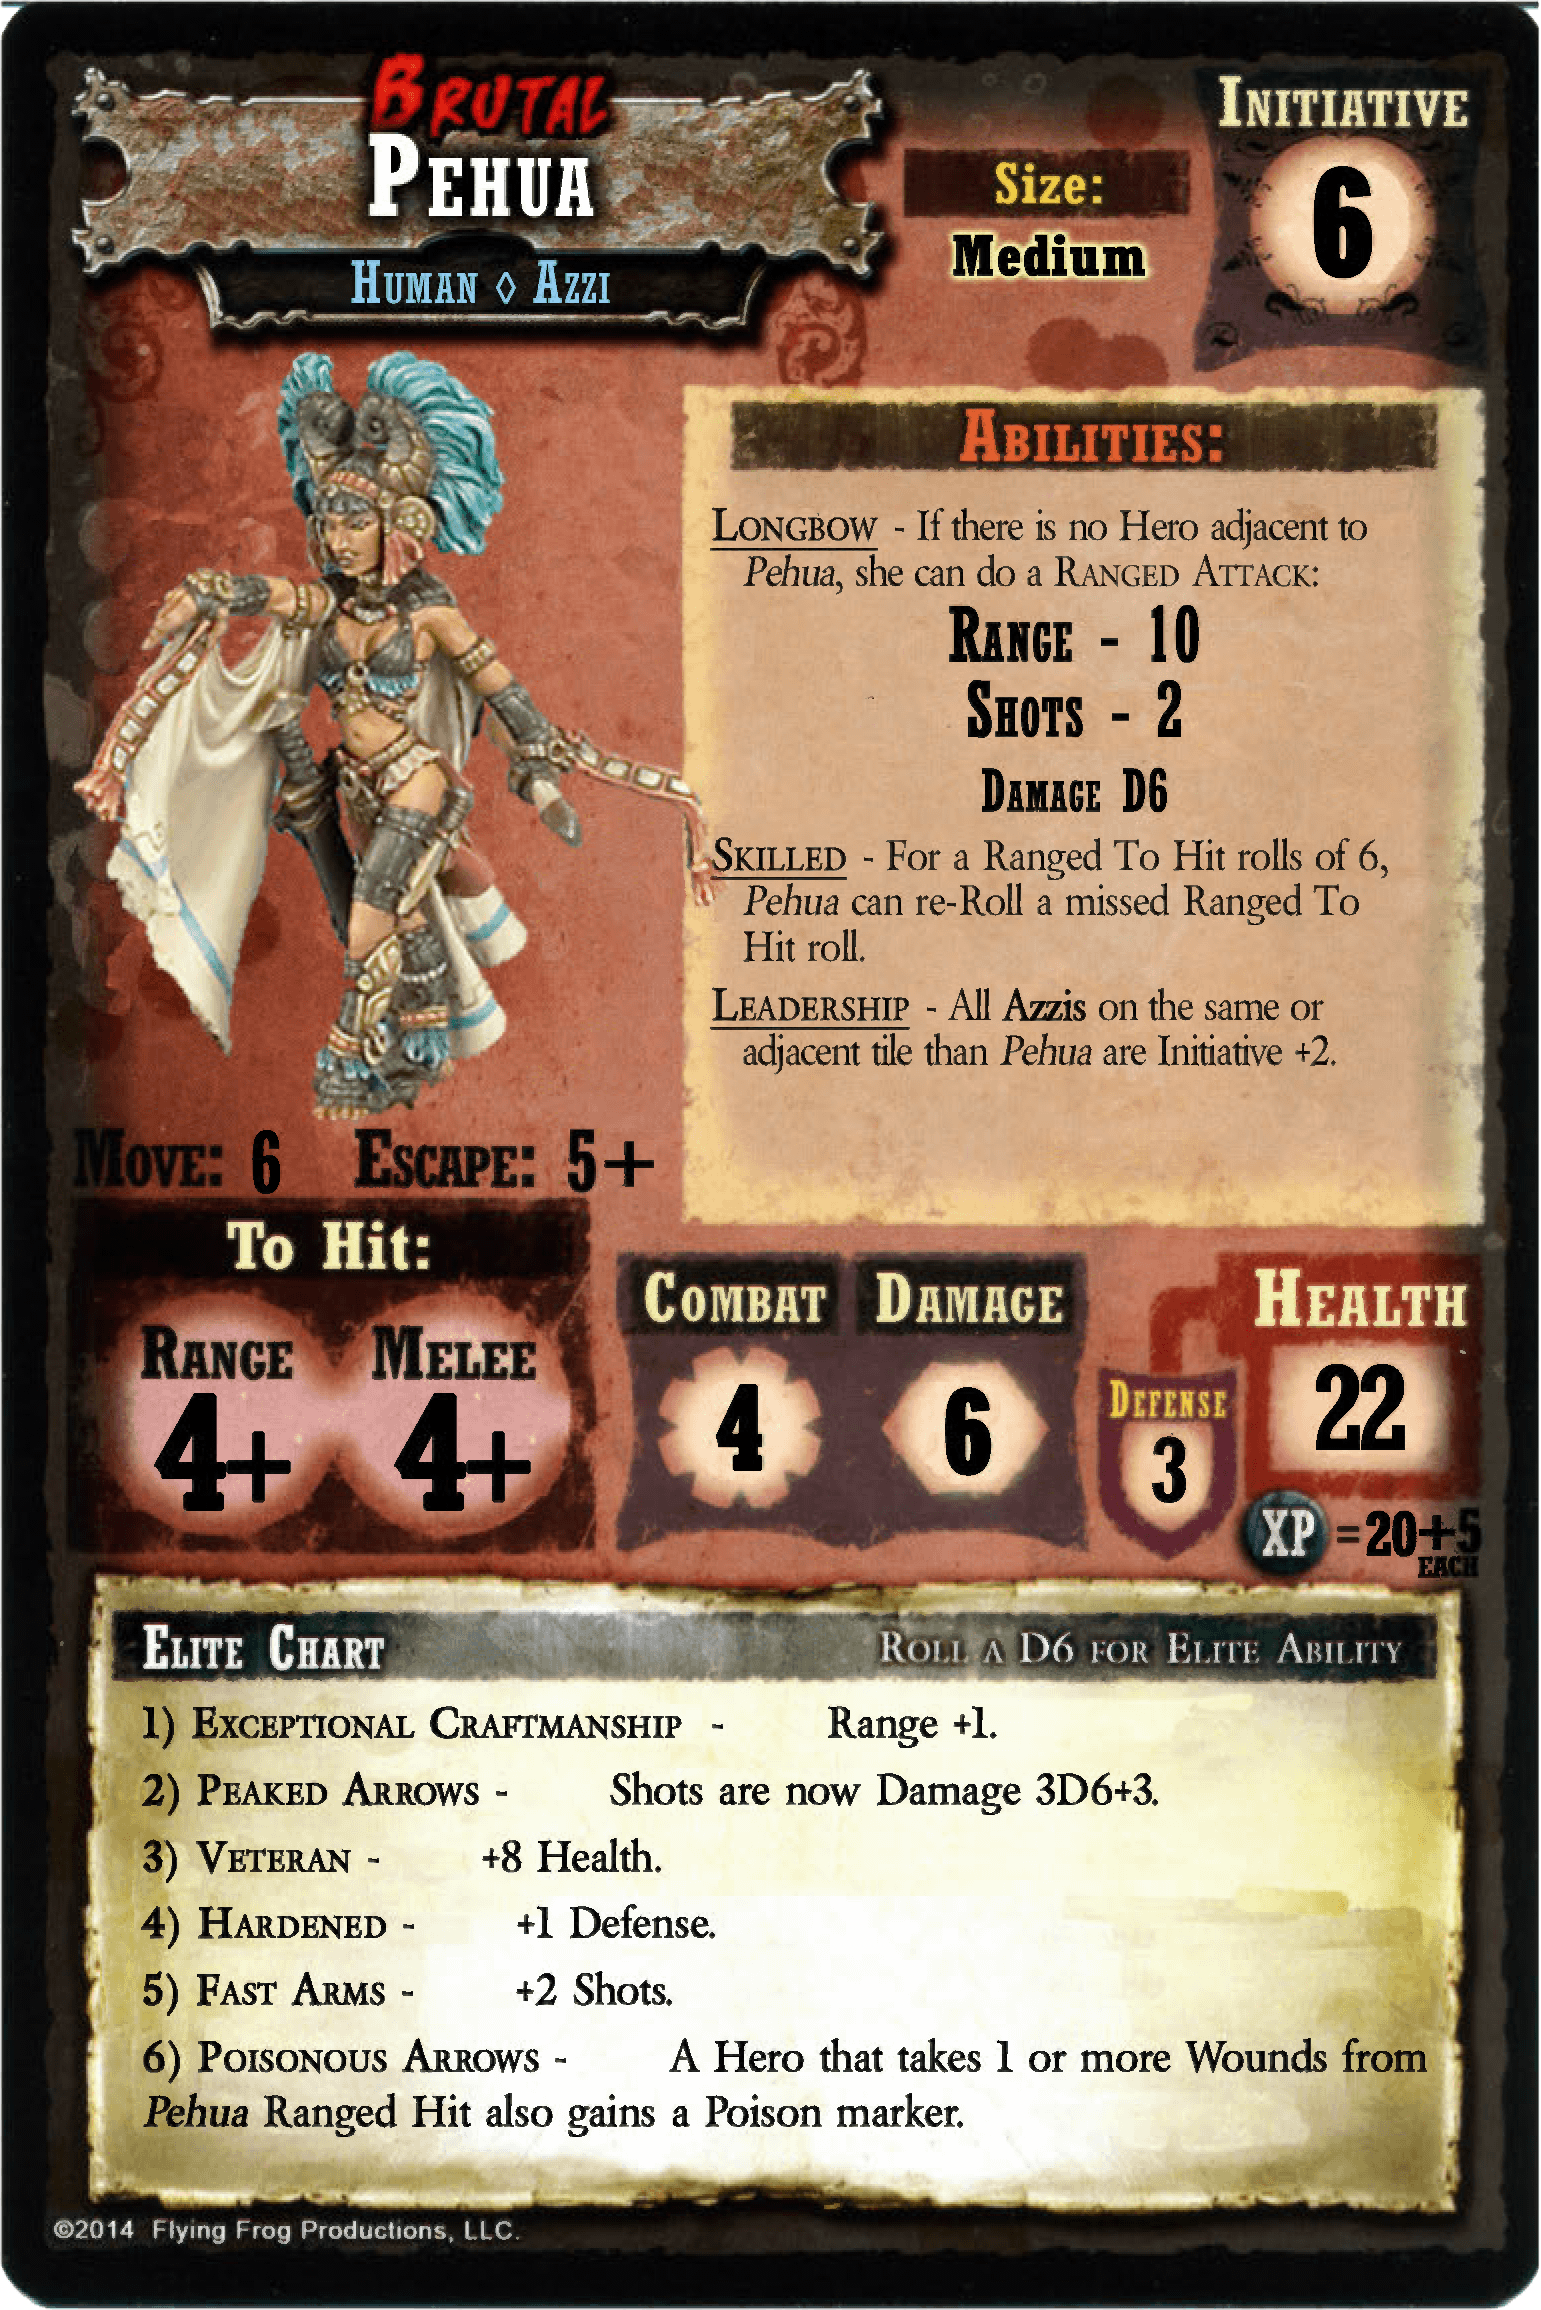 BRUTAL
PEHUA
HUMAN ◊ AZZI
Size:
Medium
INITIATIVE
6
ABILITIES:
LONGBOW - If there is no Hero adjacent to
Pehua, she can do a RANGED ATTACK:
RANGE - 10
SHOTS - 2
DAMAGE D6
SKILLED - For a Ranged To Hit rolls of 6,
Pehua can re-Roll a missed Ranged To
Hit roll.
LEADERSHIP - All Azzis on the same or
adjacent tile than Pehua are Initiative +2.
MOVE: 6 ESCAPE: 5+
To Hit:
RANGE MELEE
4+ 4+
COMBAT DAMAGE
4 6
DEFENSE
3
HEALTH
22
XP =20+5
EACH
ELITE CHART ROLL A D6 FOR ELITE ABILITY
1) EXCEPTIONAL CRAFTMANSHIP - Range +1.
2) PEAKED ARROWS - Shots are now Damage 3D6+3.
3) VETERAN - +8 Health.
4) HARDENED - +1 Defense.
5) FAST ARMS - +2 Shots.
6) POISONOUS ARROWS - A Hero that takes 1 or more Wounds from
Pehua Ranged Hit also gains a Poison marker.
©2014 Flying Frog Productions, LLC.